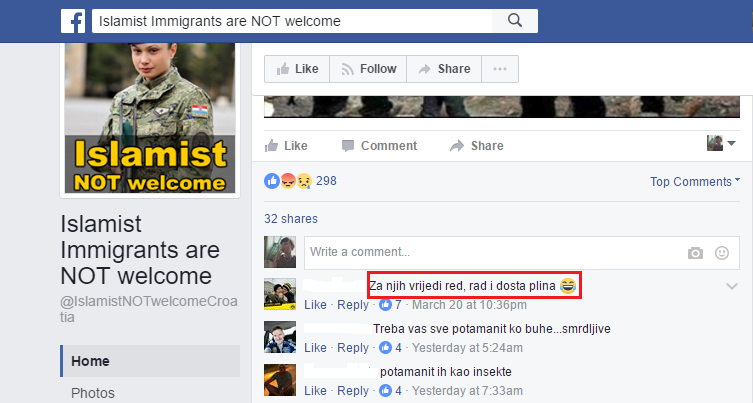 Islamist Immigrants are NOT welcome
Like Follow Share ...
Islamist
NOT welcome
Like Comment Share
298 Top Comments
32 shares
Islamist
Immigrants are
NOT welcome
@IslamistNOTwelcomeCroa
tia
Home
Photos
Write a comment...
Za njih vrijedi red, rad i dosta plina
Like · Reply · 7 · March 20 at 10:36pm
Treba vas sve potamanit ko buhe...smrdljive
Like · Reply · 4 · Yesterday at 5:24am
potamanit ih kao insekte
Like · Reply · 4 · Yesterday at 7:33am